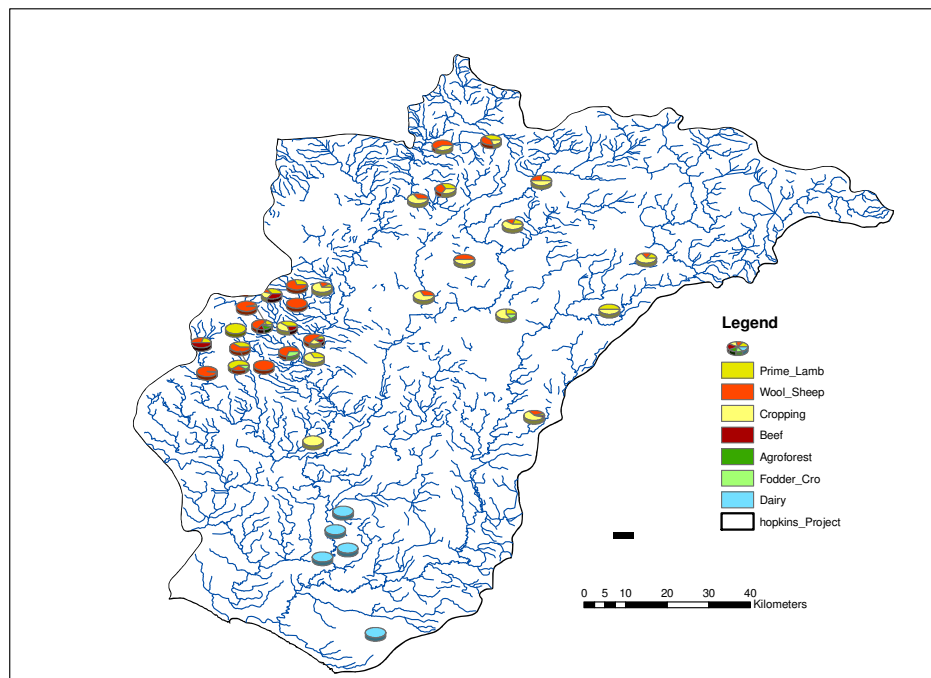 Legend
Prime_Lamb
Wool_Sheep
Cropping
Beef
Agroforest
Fodder_Cro
Dairy
hopkins_Project
0 5 10 20 30 40
Kilometers